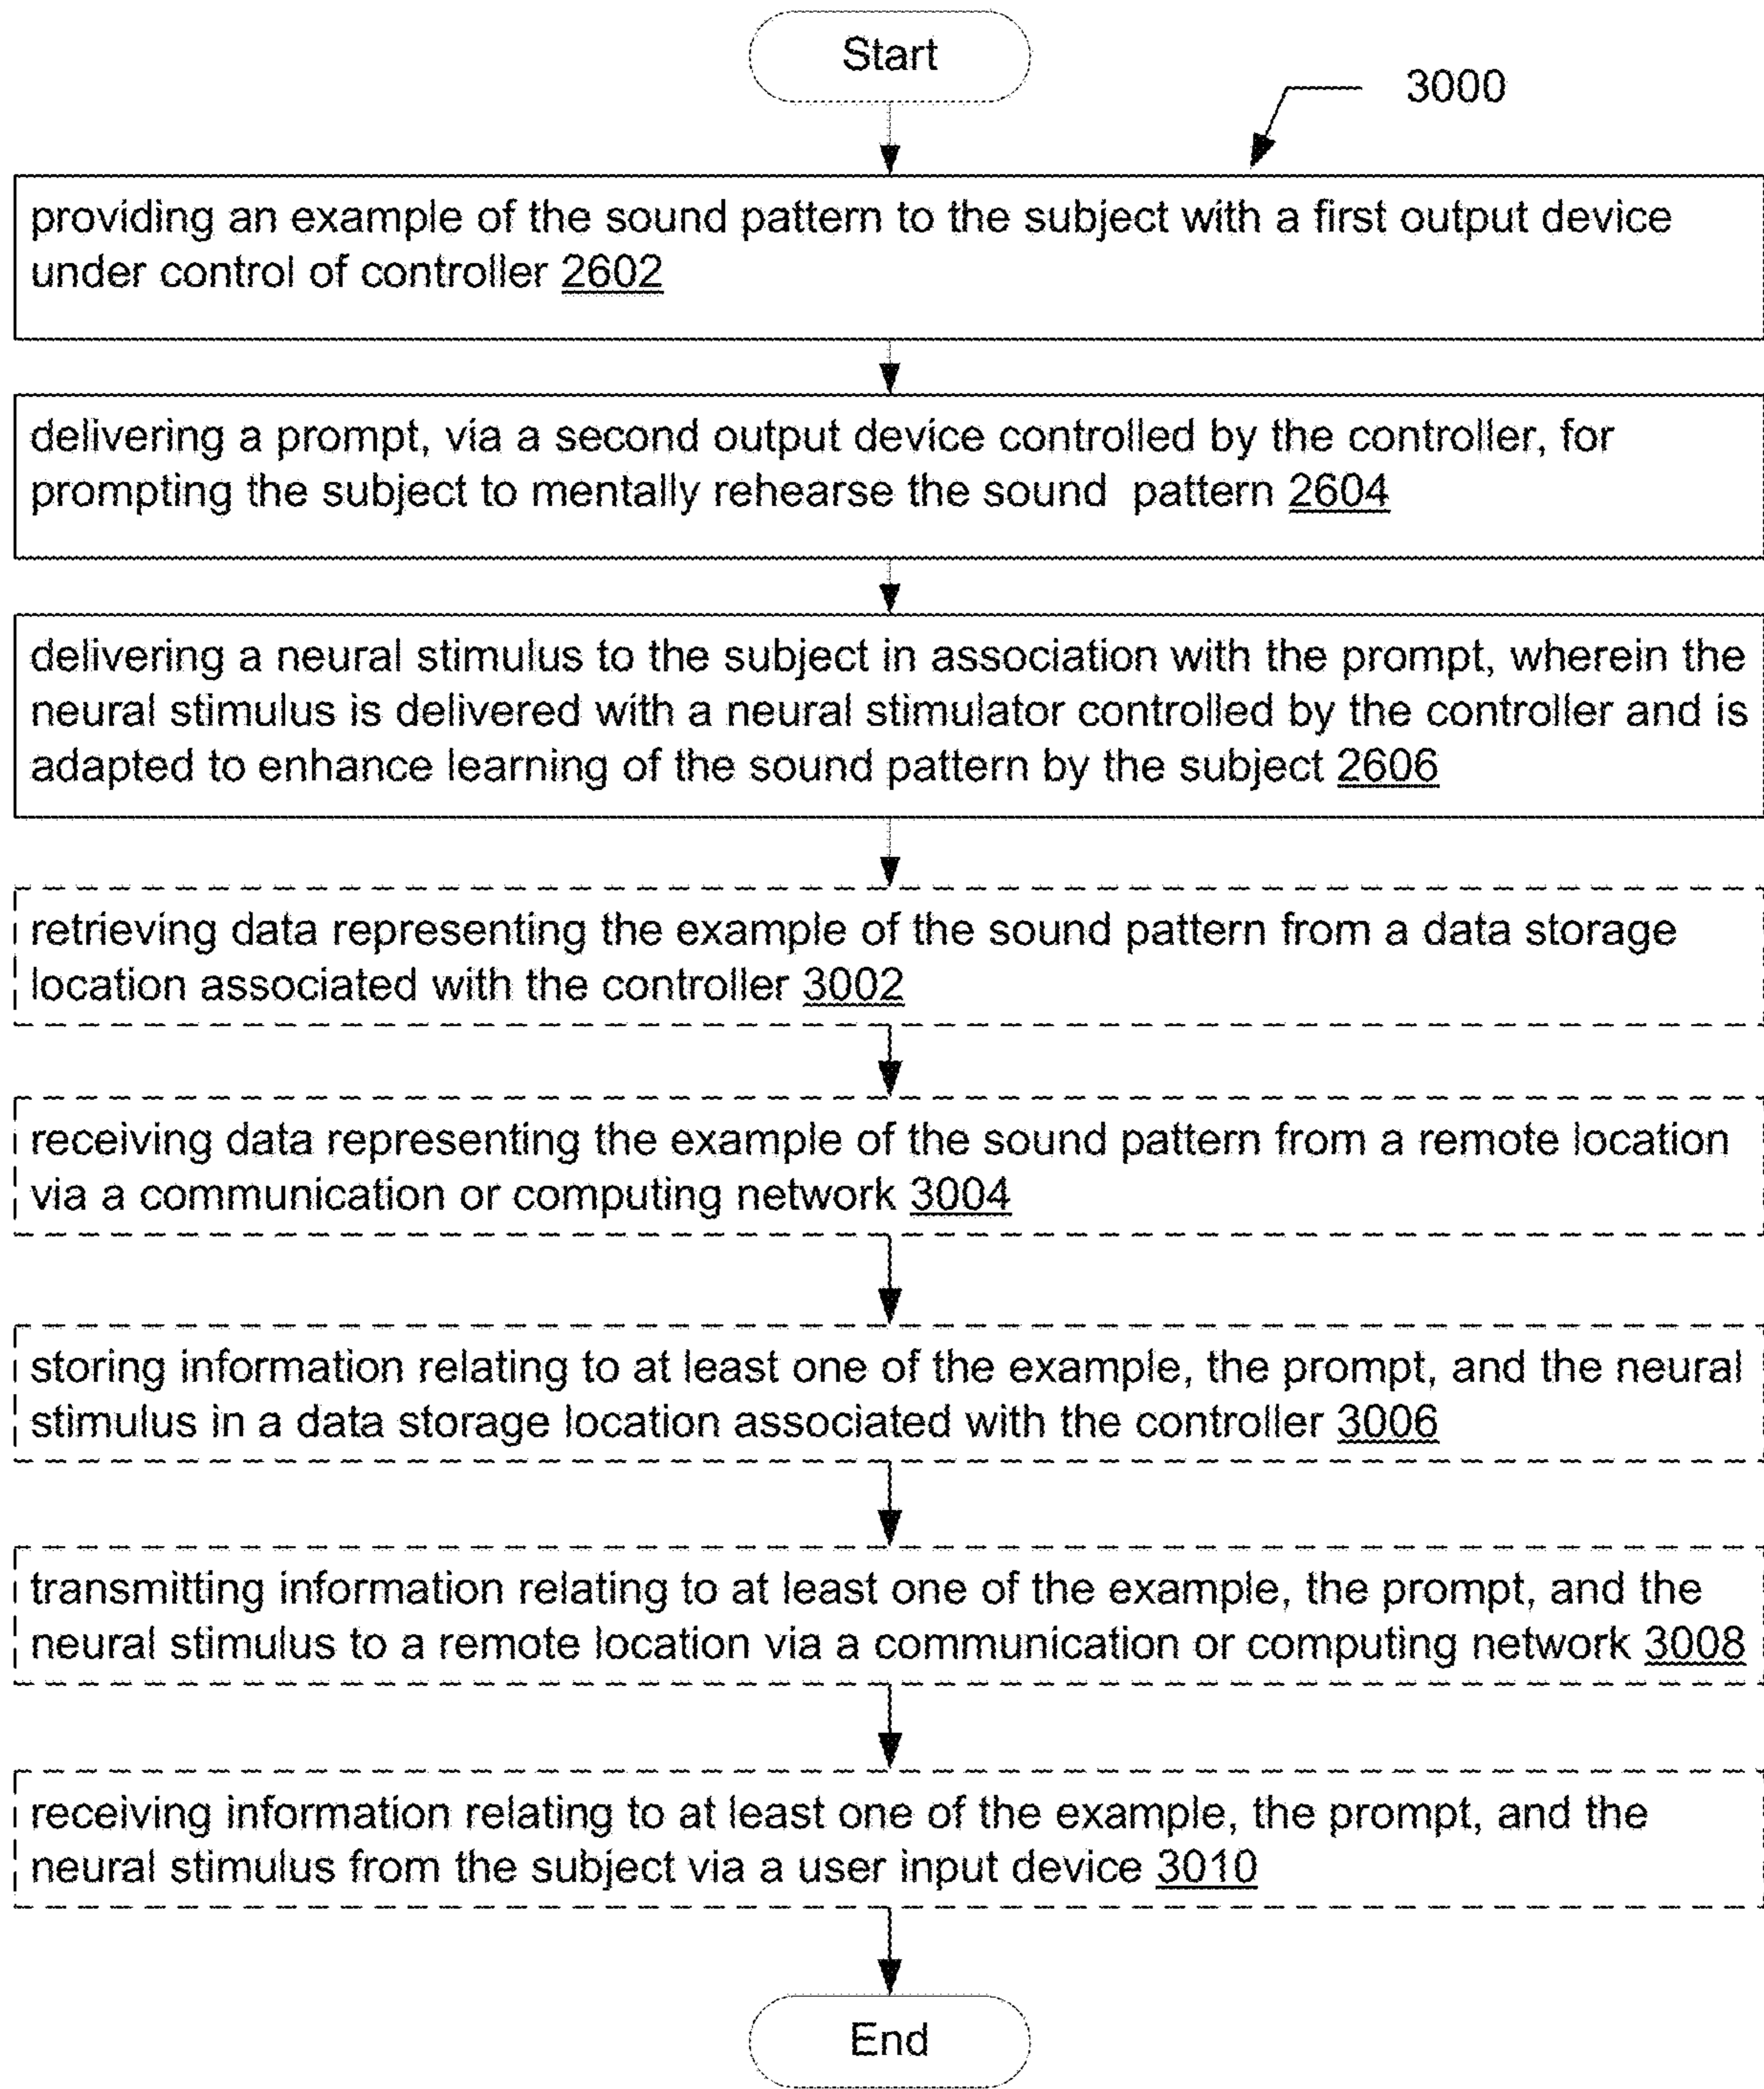 Start
3000
providing an example of the sound pattern to the subject with a first output device
under control of controller 2602
delivering a prompt, via a second output device controlled by the controller, for
prompting the subject to mentally rehearse the sound pattern 2604
delivering a neural stimulus to the subject in association with the prompt, wherein the
neural stimulus is delivered with a neural stimulator controlled by the controller and is
adapted to enhance learning of the sound pattern by the subject 2606
retrieving data representing the example of the sound pattern from a data storage
location associated with the controller 3002
receiving data representing the example of the sound pattern from a remote location
via a communication or computing network 3004
storing information relating to at least one of the example, the prompt, and the neural
stimulus in a data storage location associated with the controller 3006
transmitting information relating to at least one of the example, the prompt, and the
neural stimulus to a remote location via a communication or computing network 3008
receiving information relating to at least one of the example, the prompt, and the
neural stimulus from the subject via a user input device 3010
End